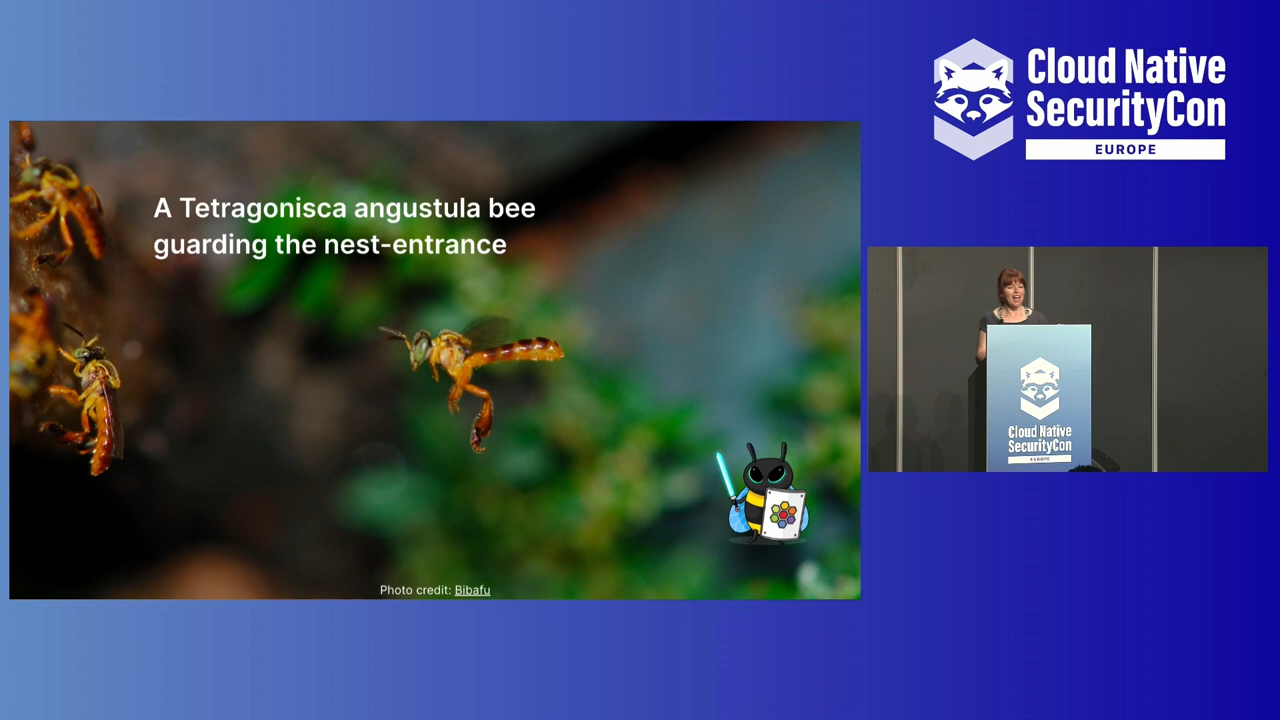 A Tetragonisca angustula bee
guarding the nest-entrance
Photo credit: Bibafu
Cloud Native
SecurityCon
EUROPE
Cloud Native
SecurityCon
EUROPE